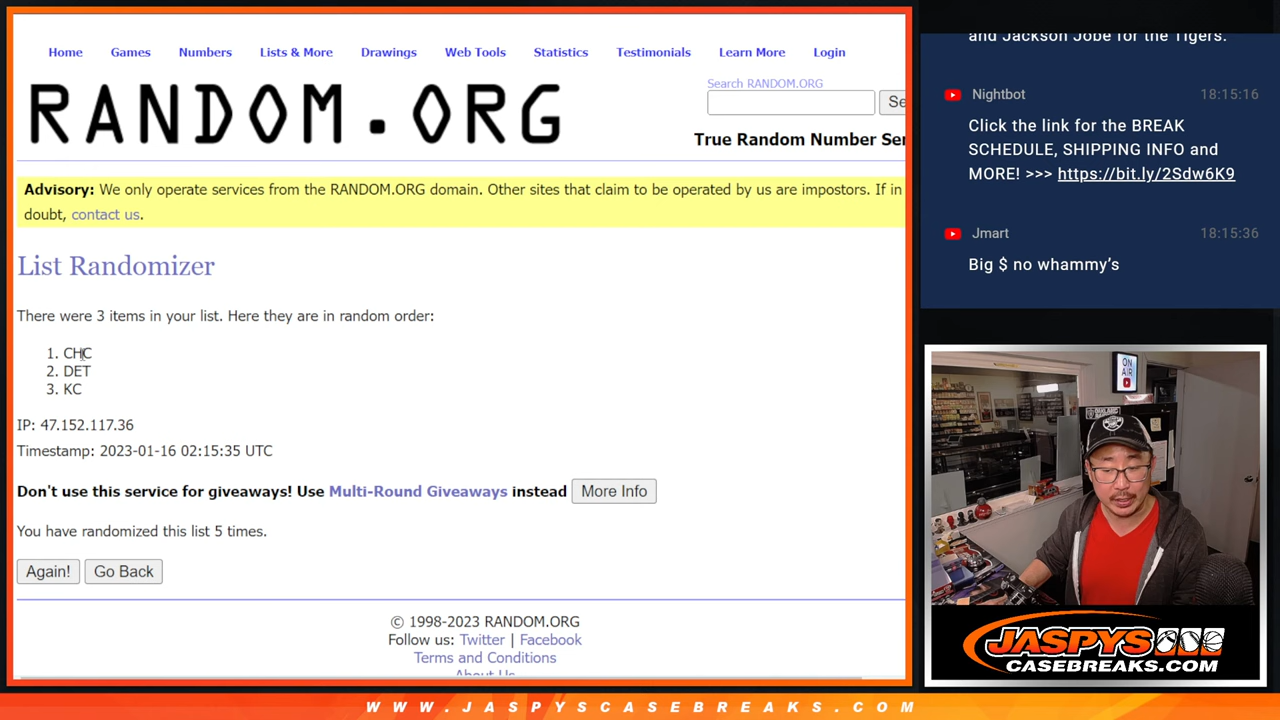 Home Games Numbers Lists & More Drawings Web Tools Statistics Testimonials Learn More Login
RANDOM.ORG
Search RANDOM.ORG
Se
True Random Number Ser
Advisory: We only operate services from the RANDOM.ORG domain. Other sites that claim to be operated by us are impostors. If in
doubt, contact us.
List Randomizer
There were 3 items in your list. Here they are in random order:
1. CHC
2. DET
3. KC
IP: 47.152.117.36
Timestamp: 2023-01-16 02:15:35 UTC
Don't use this service for giveaways! Use Multi-Round Giveaways instead More Info
You have randomized this list 5 times.
Again! Go Back
© 1998-2023 RANDOM.ORG
Follow us: Twitter | Facebook
Terms and Conditions
About Us
and Jackson Jobe for the Tigers.
Nightbot 18:15:16
Click the link for the BREAK
SCHEDULE, SHIPPING INFO and
MORE! >>> https://bit.ly/2Sdw6K9
Jmart 18:15:36
Big $ no whammy's
ON
AIR
JASPYS
CASEBREAKS.COM
WWW.JASPYSCASEBREAKS.COM